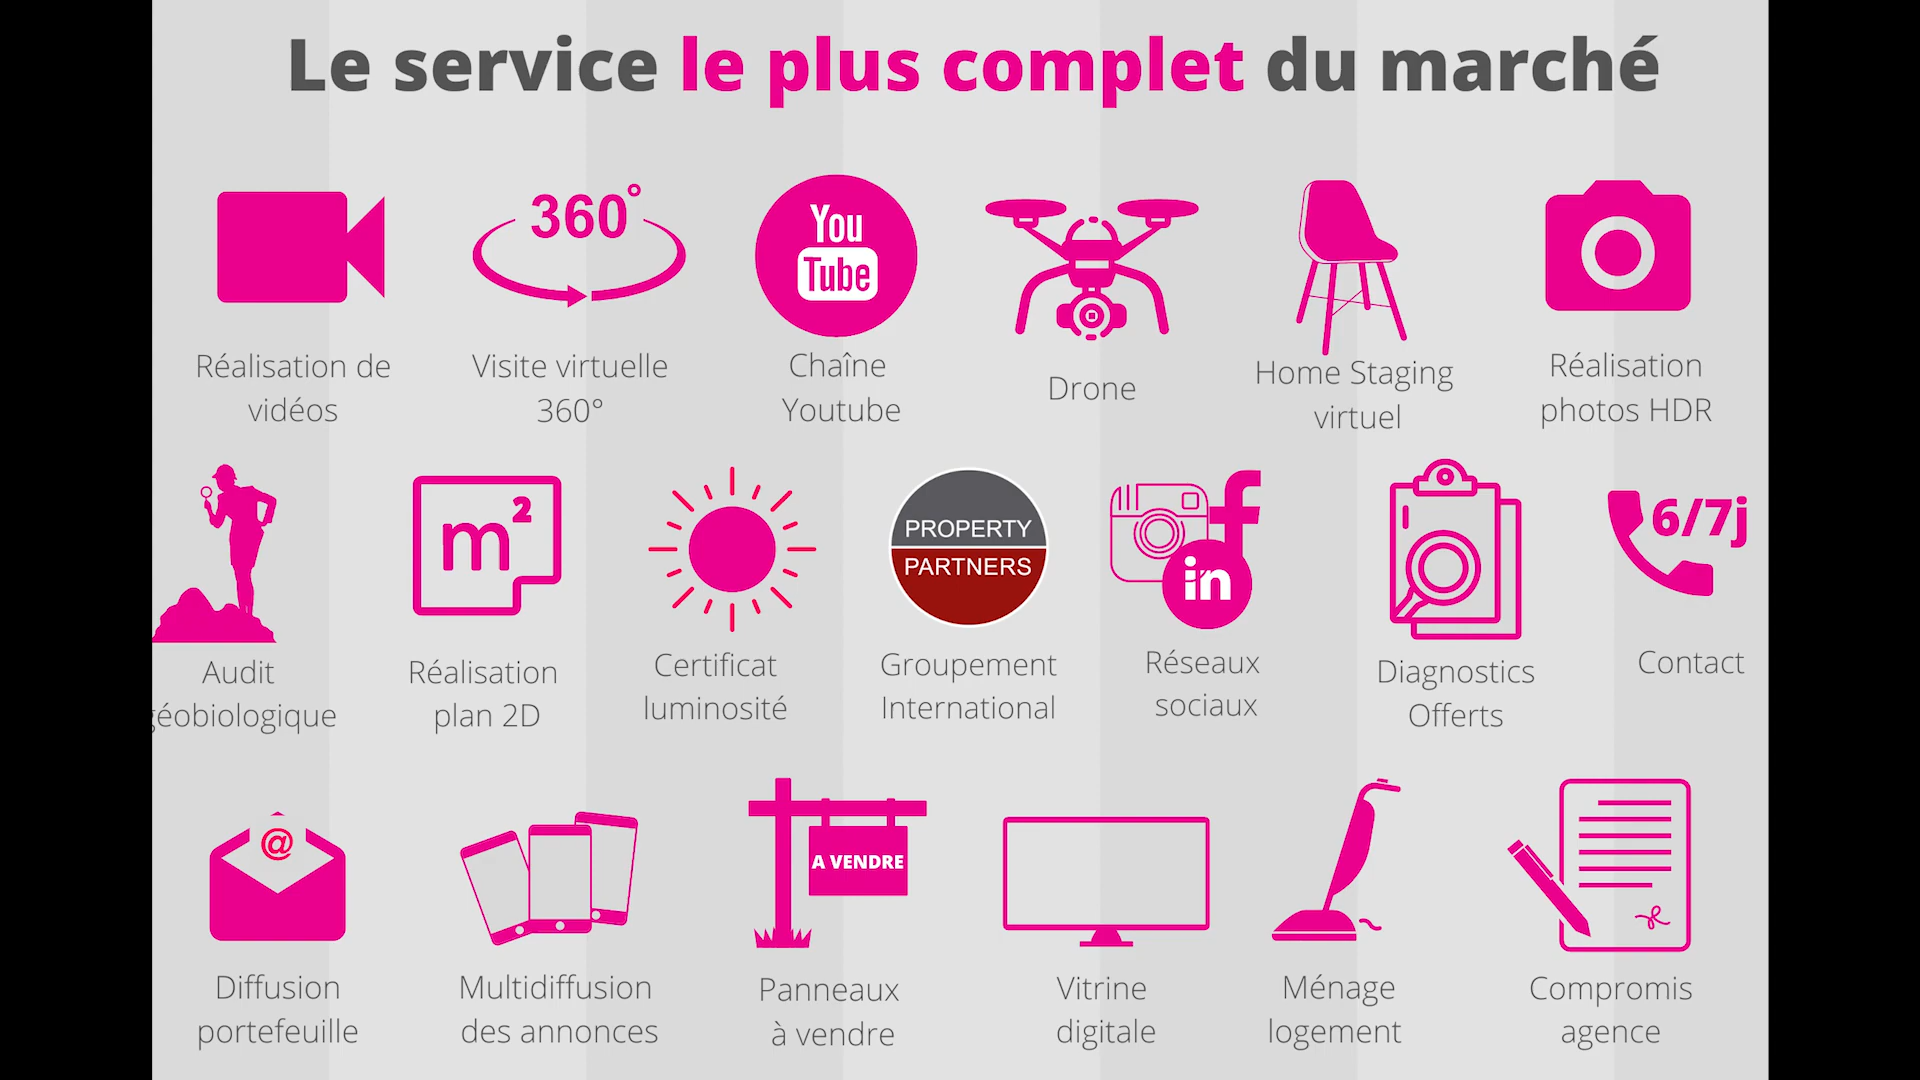 Le service le plus complet du marché
360°
You
Tube
Réalisation de
vidéos
Visite virtuelle
360°
Chaîne
Youtube
Drone
Home Staging
virtuel
Réalisation
photos HDR
m²
PROPERTY
PARTNERS
f
in
6/7j
Audit
géobiologique
Réalisation
plan 2D
Certificat
luminosité
Groupement
International
Réseaux
sociaux
Diagnostics
Offerts
Contact
@
A VENDRE
Diffusion
portefeuille
Multidiffusion
des annonces
Panneaux
à vendre
Vitrine
digitale
Ménage
logement
Compromis
agence